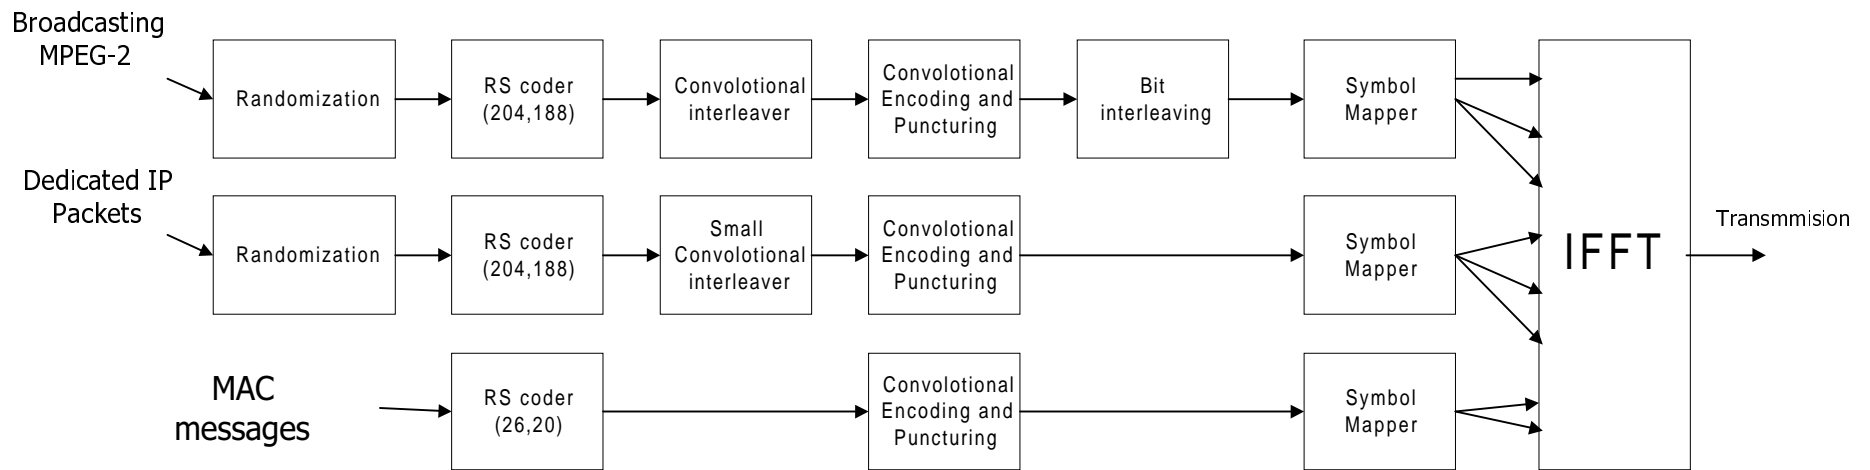 Broadcasting
MPEG-2
Randomization
RS coder
(204,188)
Convolotional
interleaver
Convolotional
Encoding and
Puncturing
Bit
interleaving
Symbol
Mapper
Dedicated IP
Packets
Randomization
RS coder
(204,188)
Small
Convolotional
interleaver
Convolotional
Encoding and
Puncturing
Symbol
Mapper
IFFT
Transmmision
MAC
messages
RS coder
(26,20)
Convolotional
Encoding and
Puncturing
Symbol
Mapper